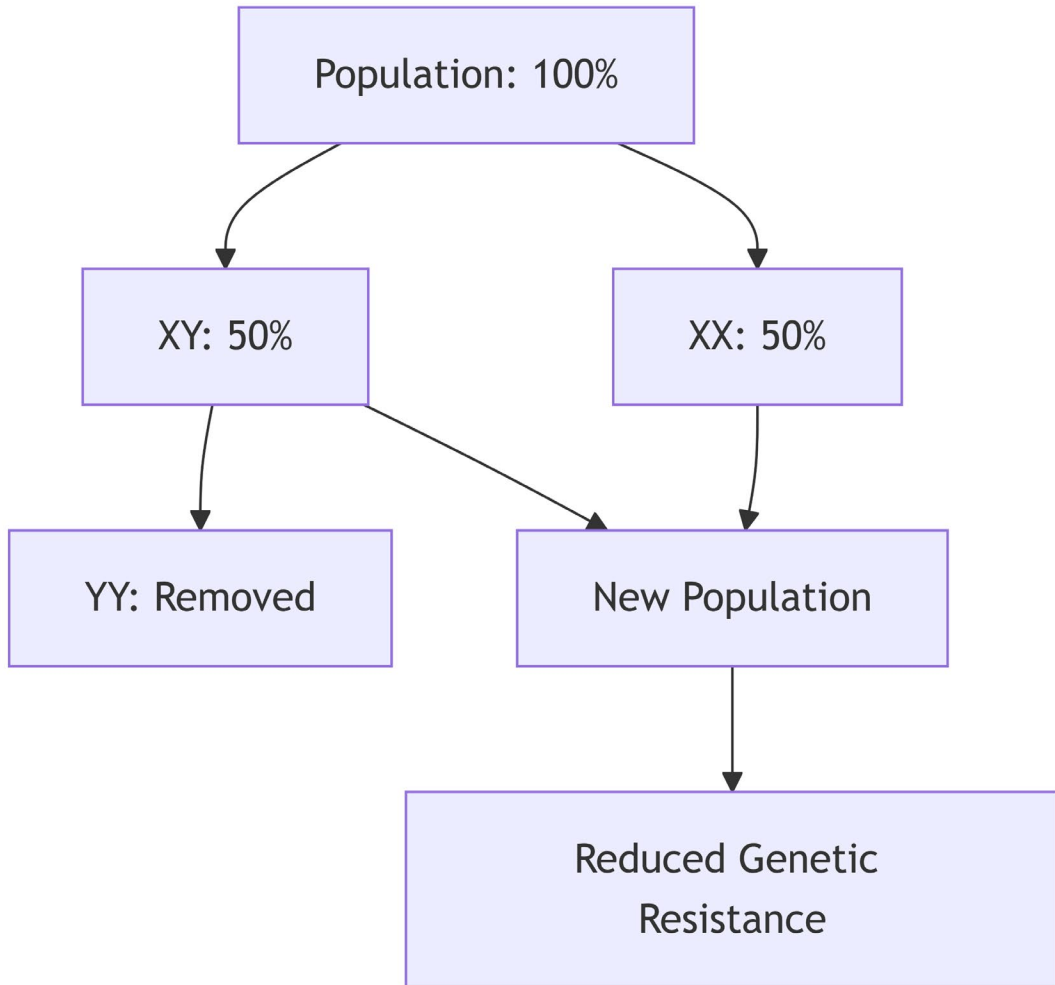 Population: 100%
XY: 50%
XX: 50%
YY: Removed
New Population
Reduced Genetic
Resistance